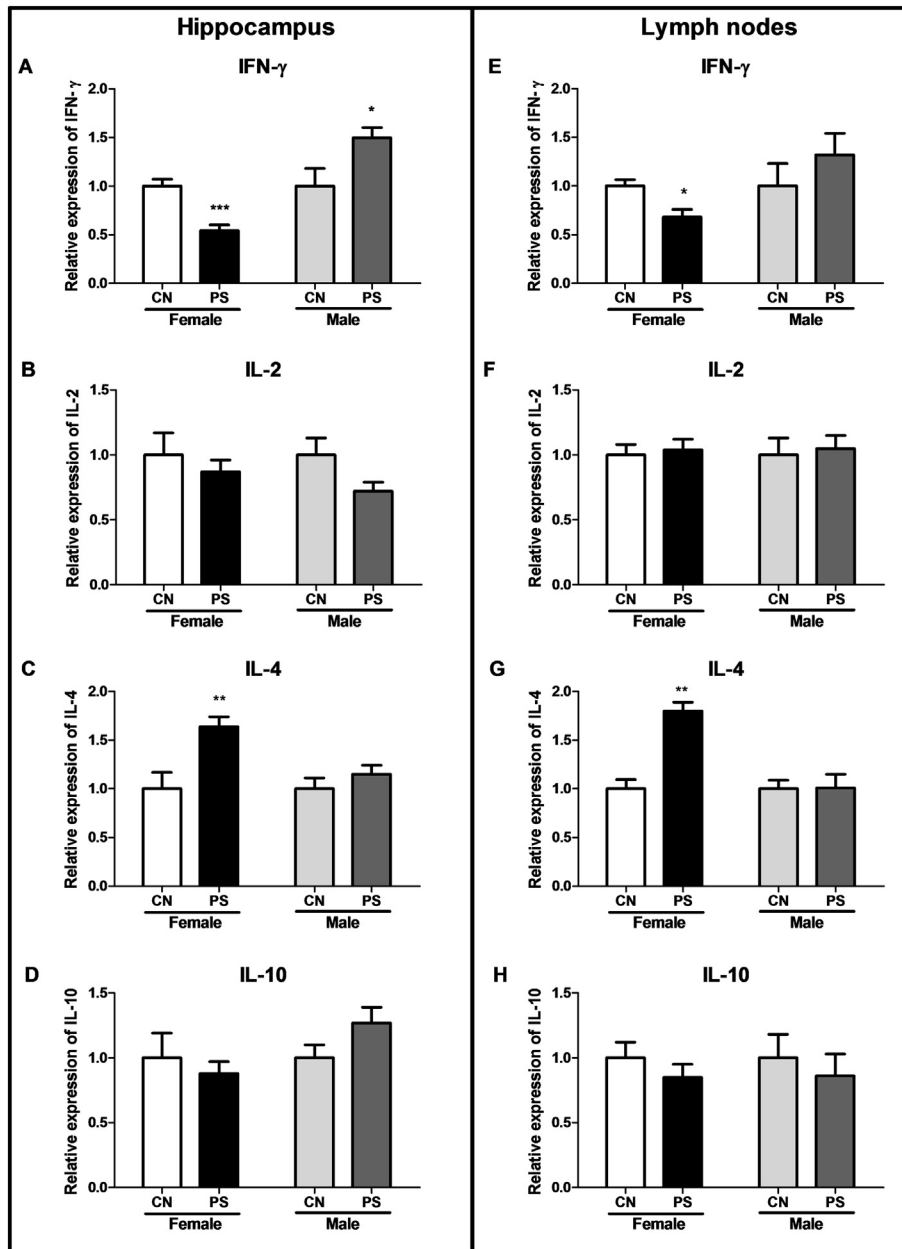 Hippocampus
A
IFN-γ
Relative expression of IFN-γ
2.0
1.5
1.0
0.5
0.0
***
*
CN PS CN PS
Female Male
B
IL-2
Relative expression of IL-2
1.5
1.0
0.5
0.0
CN PS CN PS
Female Male
C
IL-4
Relative expression of IL-4
2.0
1.5
1.0
0.5
0.0
**
CN PS CN PS
Female Male
D
IL-10
Relative expression of IL-10
1.5
1.0
0.5
0.0
CN PS CN PS
Female Male
Lymph nodes
E
IFN-γ
Relative expression of IFN-γ
2.0
1.5
1.0
0.5
0.0
*
CN PS CN PS
Female Male
F
IL-2
Relative expression of IL-2
1.5
1.0
0.5
0.0
CN PS CN PS
Female Male
G
IL-4
Relative expression of IL-4
2.0
1.5
1.0
0.5
0.0
**
CN PS CN PS
Female Male
H
IL-10
Relative expression of IL-10
1.5
1.0
0.5
0.0
CN PS CN PS
Female Male